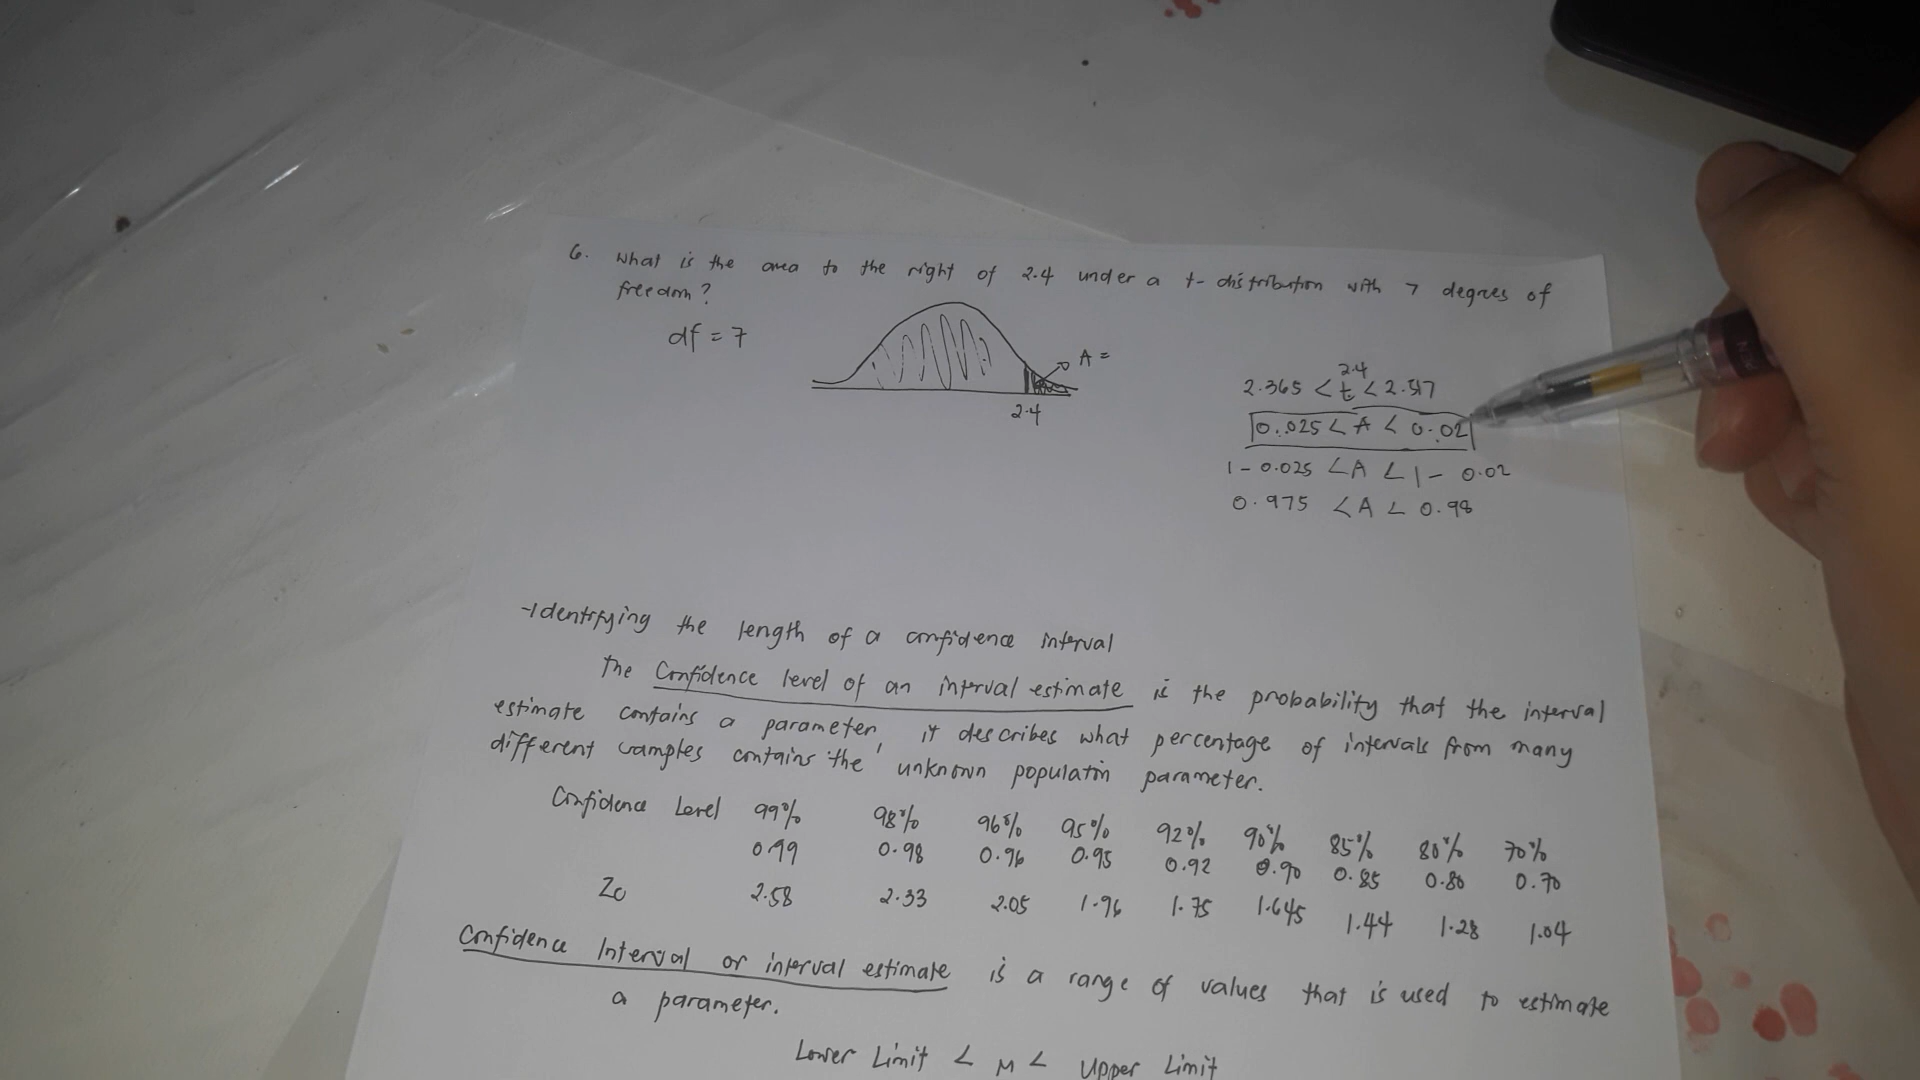 6. What is the area to the right of 2.4 under a t-distribution with 7 degrees of
freedom?
df = 7
A =
2.4
2.4
2.365 < t < 2.517
0.025 < A < 0.02
1 - 0.025 < A < 1 - 0.02
0.975 < A < 0.98
- Identifying the length of a confidence interval
The Confidence level of an interval estimate is the probability that the interval
estimate contains a parameter, it describes what percentage of intervals from many
different samples contains the unknown population parameter.
Confidence Level 99% 98% 96% 95% 92% 90% 85% 80% 70%
0.99 0.98 0.96 0.95 0.92 0.90 0.85 0.80 0.70
Zc 2.58 2.33 2.05 1.96 1.75 1.645 1.44 1.28 1.04
Confidence Interval or interval estimate is a range of values that is used to estimate
a parameter.
Lower Limit < M < Upper Limit